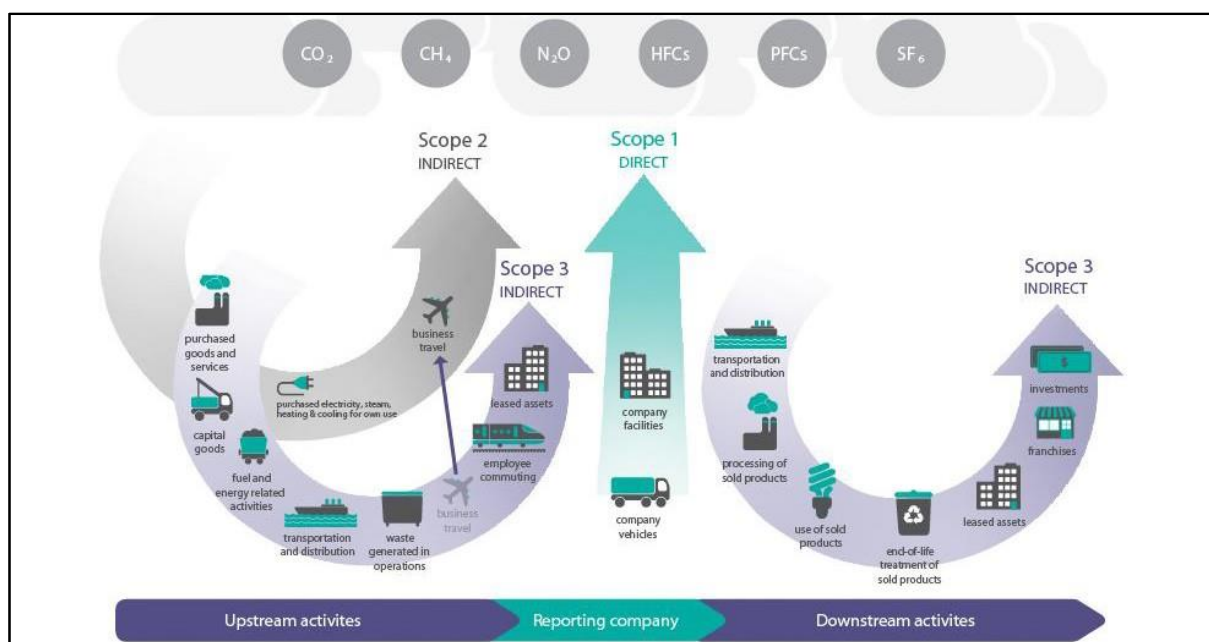 CO₂
CH₄
N₂O
HFCs
PFCs
SF₆
Scope 2
INDIRECT
Scope 1
DIRECT
Scope 3
INDIRECT
Scope 3
INDIRECT
purchased
goods and
services
capital
goods
fuel and
energy related
activities
purchased electricity, steam,
heating & cooling for own use
business
travel
transportation
and distribution
waste
generated in
operations
business
travel
employee
commuting
leased assets
company
facilities
company
vehicles
transportation
and distribution
processing of
sold products
use of sold
products
end-of-life
treatment of
sold products
leased assets
franchises
$
investments
Upstream activites
Reporting company
Downstream activites